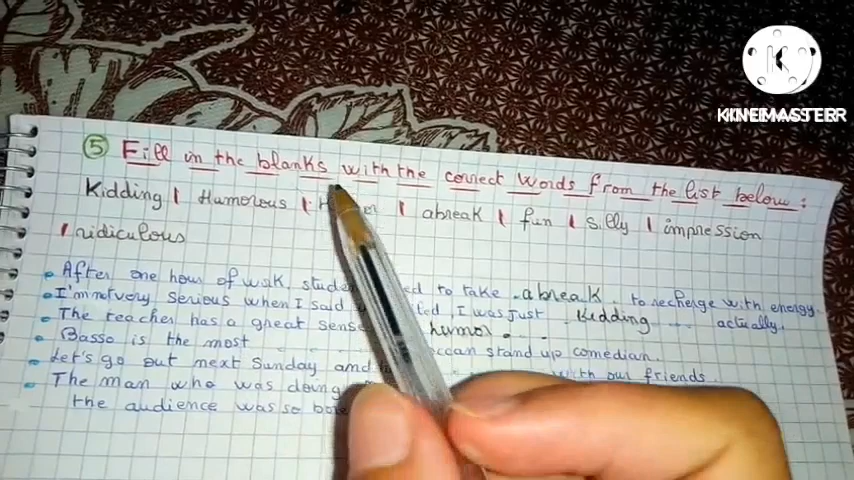 K
KINEMASTER
5 Fill in the blanks with the correct words from the list below :
Kidding | Humorous | | abreak | fun | Silly | impression
| ridiculous
• After one hour of wok, to take .abreak. to recherge with energy.
• I'm not very serious when I said I was just .Kidding.... actually.
• The teacher has a great sense humor....
• Basso is the most stand up comedian.
• Let's go out next Sunday and with our friends
• The man who was doing
the audience was so